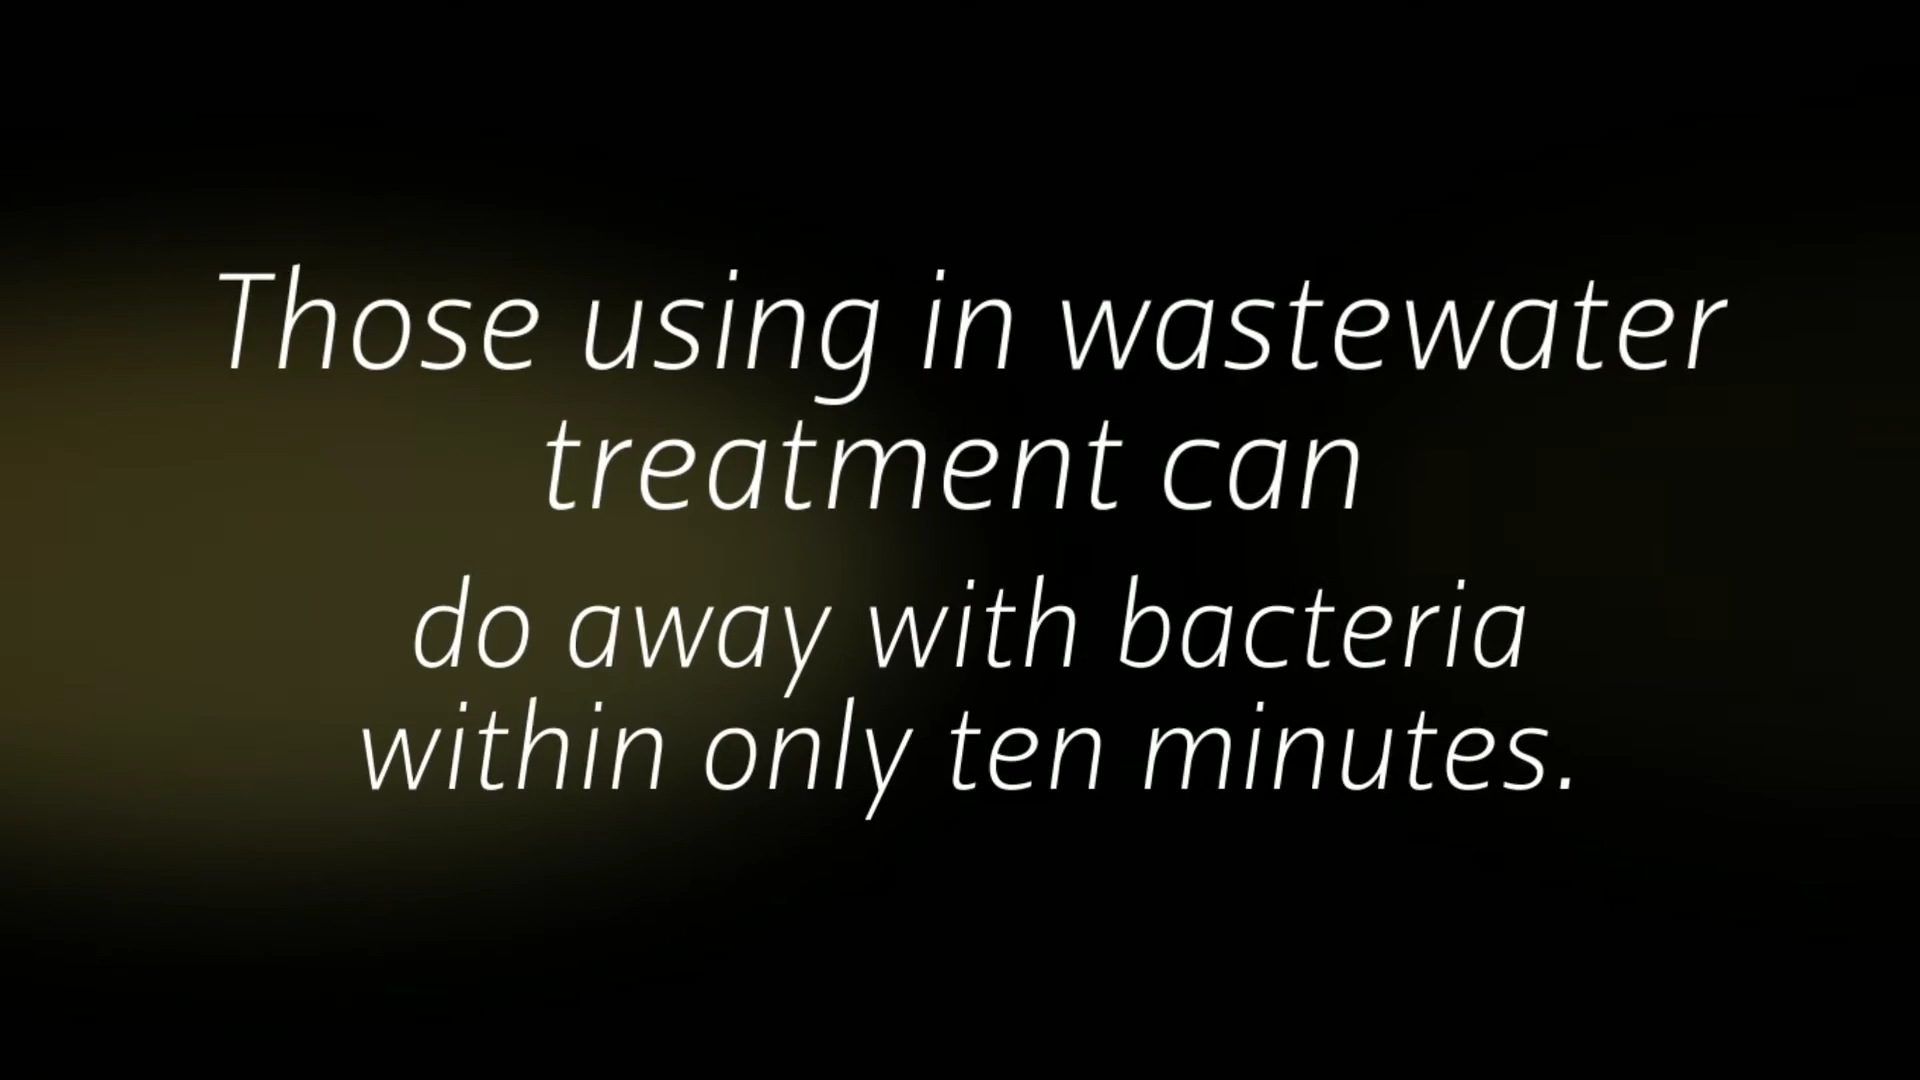 Those using in wastewater
treatment can
do away with bacteria
within only ten minutes.